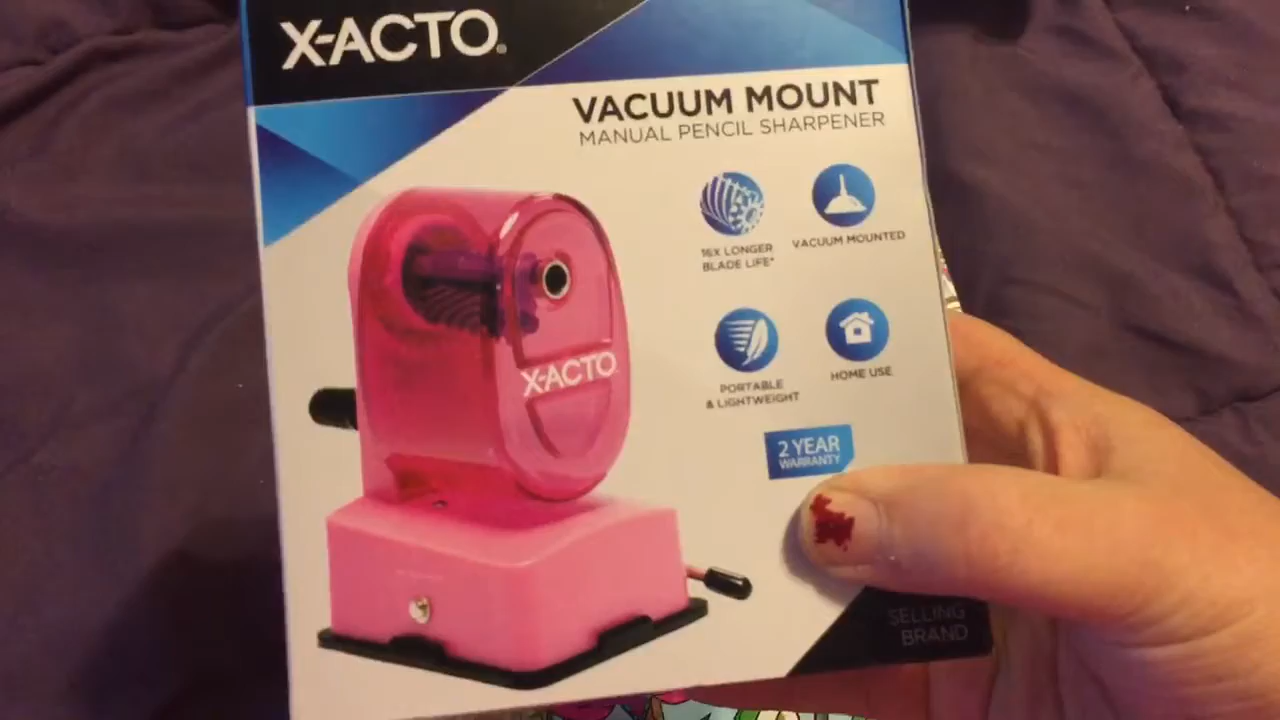 X-ACTO®
VACUUM MOUNT
MANUAL PENCIL SHARPENER
16X LONGER
BLADE LIFE*
VACUUM MOUNTED
PORTABLE
& LIGHTWEIGHT
HOME USE
X-ACTO
2 YEAR
WARRANTY
SELLING
BRAND